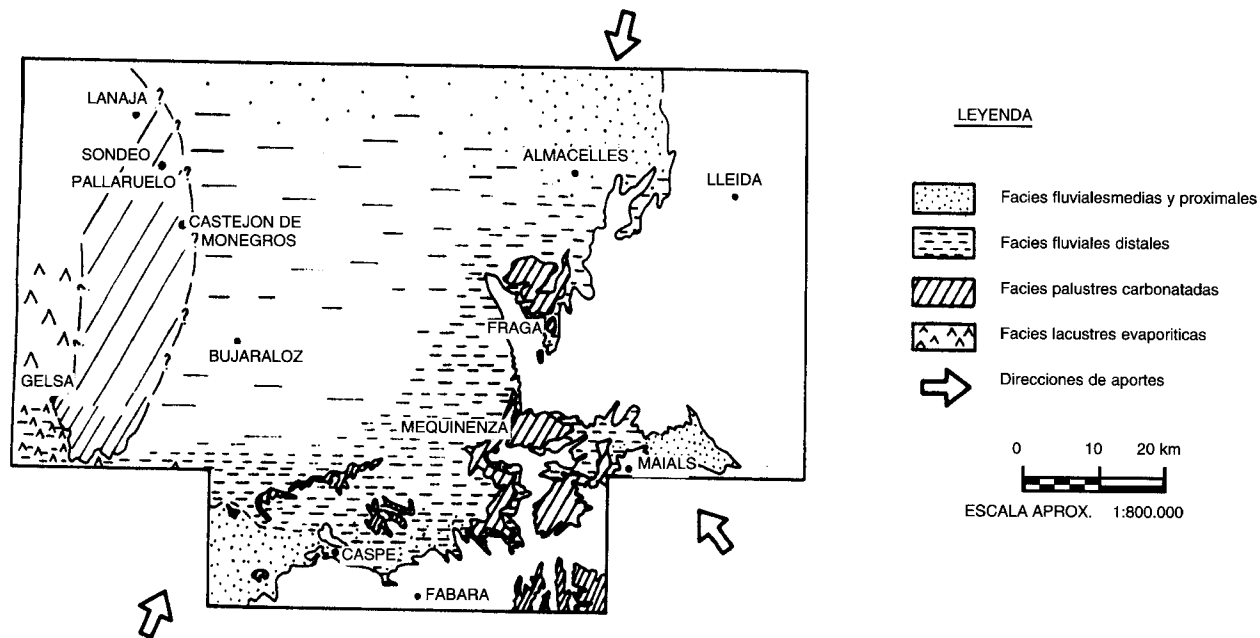 LANAJA
SONDEO
PALLARUELO
CASTEJON DE
MONEGROS
ALMACELLES
LLEIDA
FRAGA
BUJARALOZ
GELSA
MEQUINENZA
MAIALS
CASPE
FABARA
LEYENDA
Facies fluvialesmedias y proximales
Facies fluviales distales
Facies palustres carbonatadas
Facies lacustres evaporiticas
Direcciones de aportes
0 10 20 km
ESCALA APROX. 1:800.000
? ? ? ? ? ? ? ?